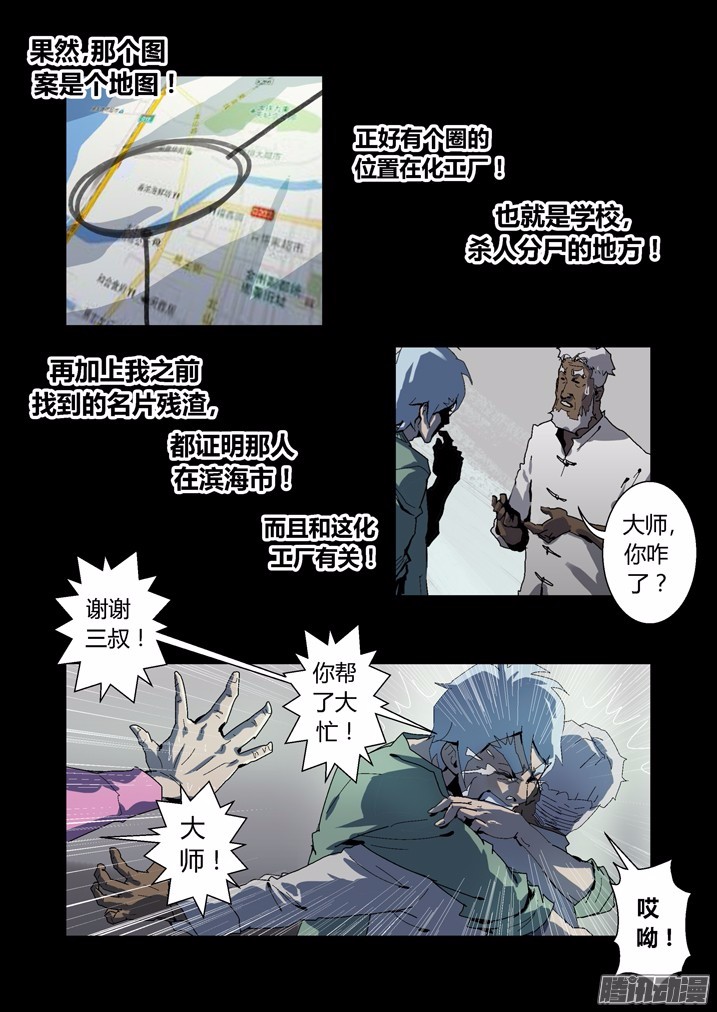 果然,那个图
案是个地图！
正好有个圈的
位置在化工厂！
也就是学校,
杀人分尸的地方！
再加上我之前
找到的名片残渣,
都证明那人
在滨海市！
而且和这化
工厂有关！
大师,
你咋
了？
谢谢
三叔！
你帮
了大
忙！
大
师！
哎
呦！
腾讯动漫